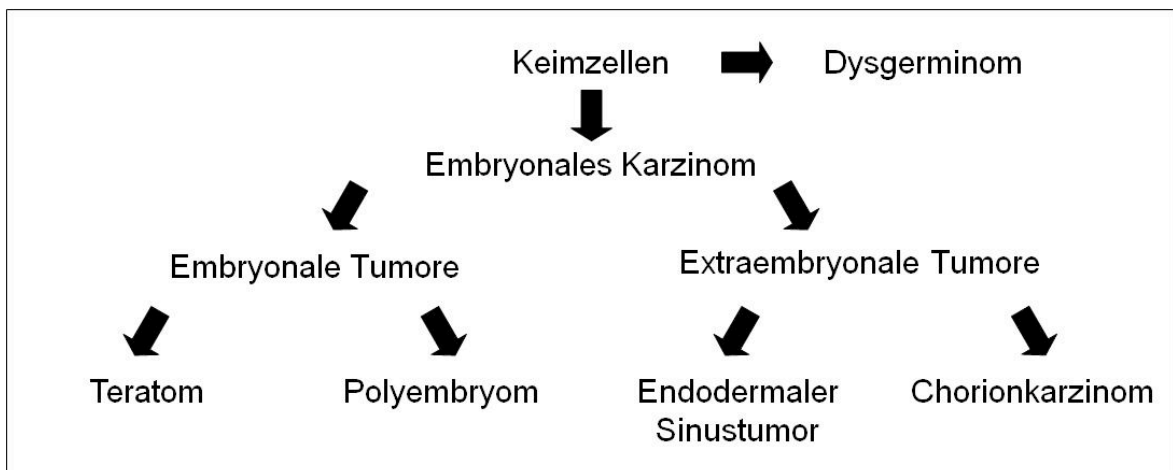 Keimzellen Dysgerminom
Embryonales Karzinom
Embryonale Tumore Extraembryonale Tumore
Teratom Polyembryom Endodermaler Chorionkarzinom
Sinustumor